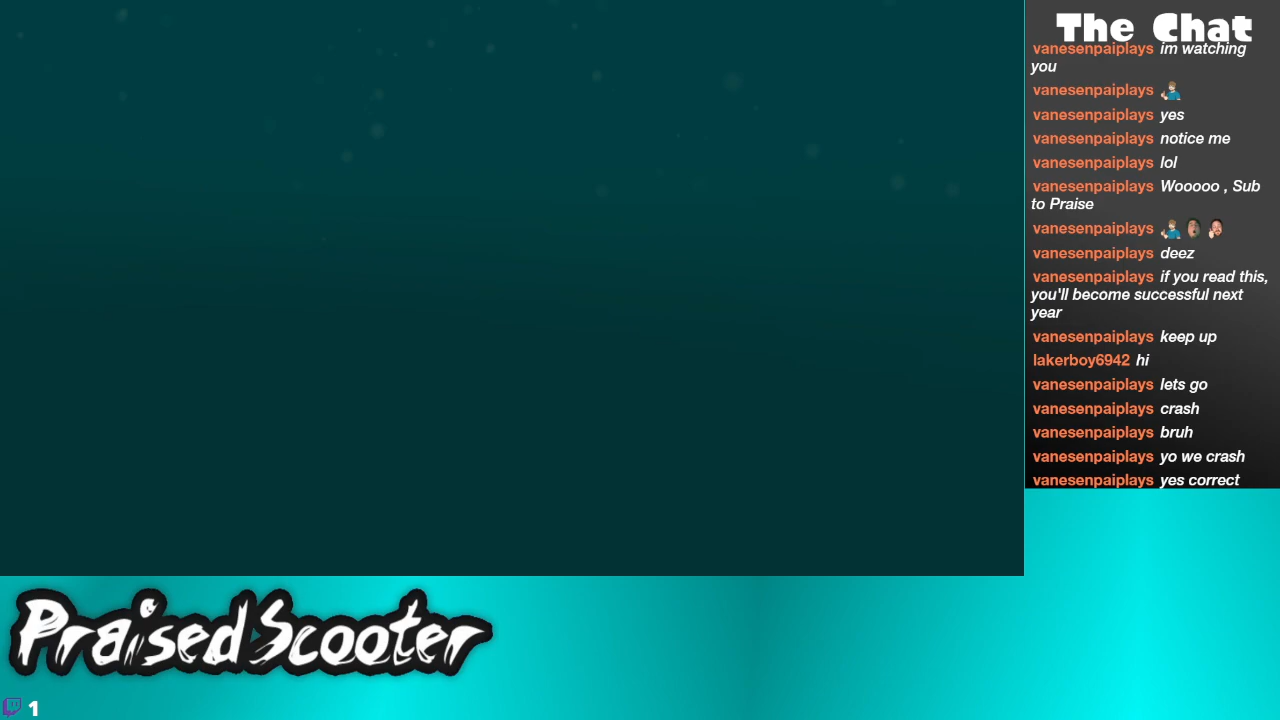 The Chat
vanesenpaiplays im watching
you
vanesenpaiplays
vanesenpaiplays yes
vanesenpaiplays notice me
vanesenpaiplays lol
vanesenpaiplays Wooooo , Sub
to Praise
vanesenpaiplays
vanesenpaiplays deez
vanesenpaiplays if you read this,
you'll become successful next
year
vanesenpaiplays keep up
lakerboy6942 hi
vanesenpaiplays lets go
vanesenpaiplays crash
vanesenpaiplays bruh
vanesenpaiplays yo we crash
vanesenpaiplays yes correct
PraisedScooter
1